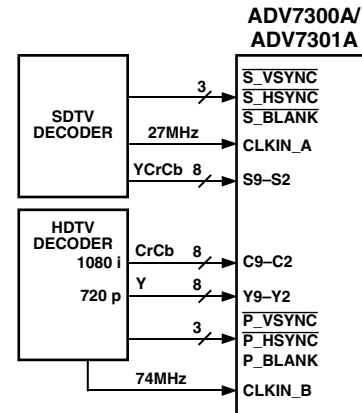 ADV7300A/
ADV7301A
SDTV
DECODER
3
S_VSYNC
S_HSYNC
S_BLANK
27MHz
CLKIN_A
YCrCb 8
S9–S2
HDTV
DECODER
1080 i
CrCb 8
C9–C2
720 p
Y 8
Y9–Y2
3
P_VSYNC
P_HSYNC
P_BLANK
74MHz
CLKIN_B